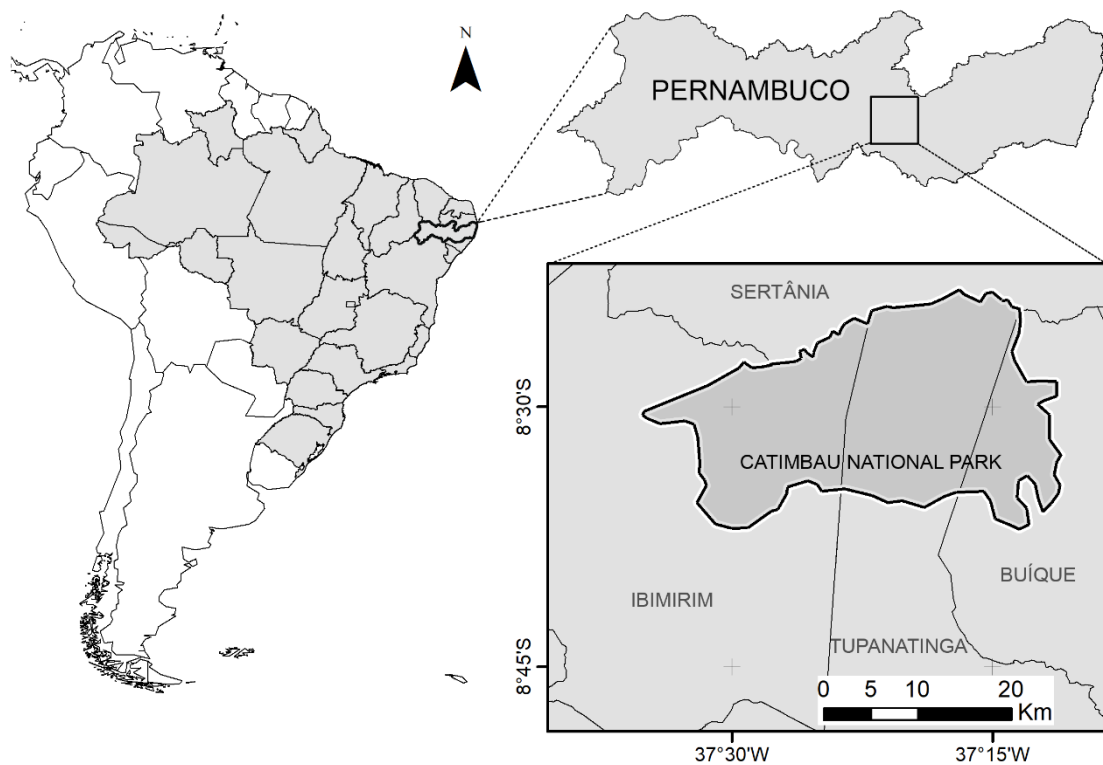 N
PERNAMBUCO
SERTÂNIA
8°30'S
CATIMBAU NATIONAL PARK
BUÍQUE
IBIMIRIM
TUPANATINGA
8°45'S
0 5 10 20
Km
37°30'W 37°15'W